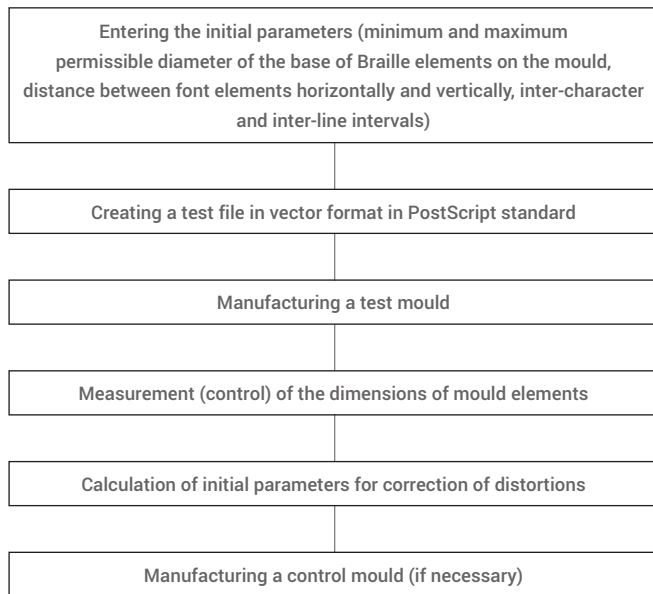 Entering the initial parameters (minimum and maximum
permissible diameter of the base of Braille elements on the mould,
distance between font elements horizontally and vertically, inter-character
and inter-line intervals)
Creating a test file in vector format in PostScript standard
Manufacturing a test mould
Measurement (control) of the dimensions of mould elements
Calculation of initial parameters for correction of distortions
Manufacturing a control mould (if necessary)